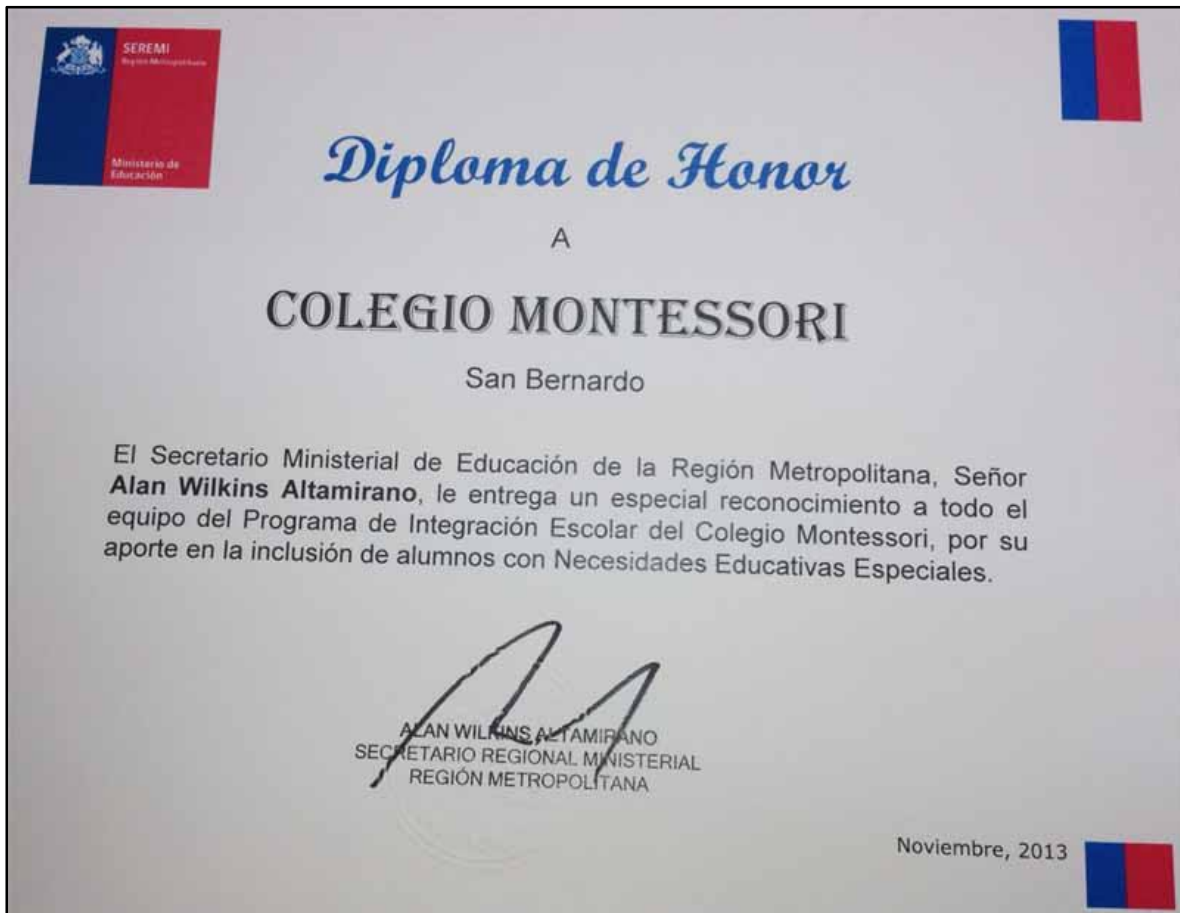 SEREMI
Región Metropolitana
Ministerio de
Educación
Diploma de Honor
A
COLEGIO MONTESSORI
San Bernardo
El Secretario Ministerial de Educación de la Región Metropolitana, Señor
Alan Wilkins Altamirano, le entrega un especial reconocimiento a todo el
equipo del Programa de Integración Escolar del Colegio Montessori, por su
aporte en la inclusión de alumnos con Necesidades Educativas Especiales.
ALAN WILKINS ALTAMIRANO
SECRETARIO REGIONAL MINISTERIAL
REGIÓN METROPOLITANA
Noviembre, 2013